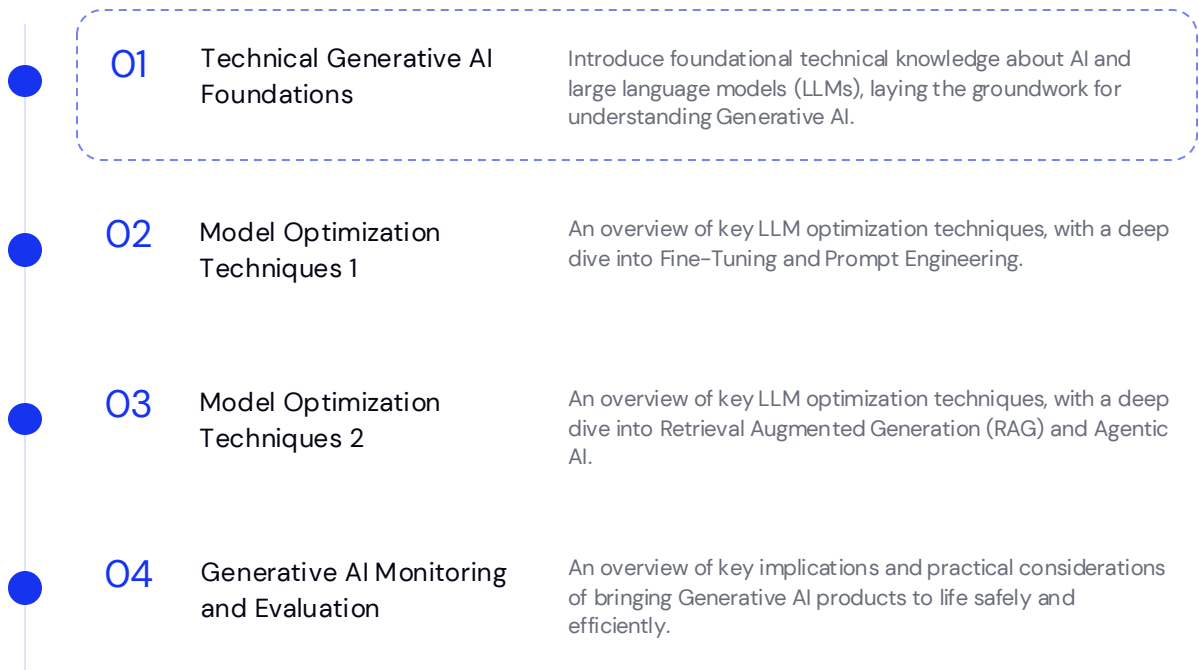 01
Technical Generative AI
Foundations
Introduce foundational technical knowledge about AI and
large language models (LLMs), laying the groundwork for
understanding Generative AI.
02
Model Optimization
Techniques 1
An overview of key LLM optimization techniques, with a deep
dive into Fine-Tuning and Prompt Engineering.
03
Model Optimization
Techniques 2
An overview of key LLM optimization techniques, with a deep
dive into Retrieval Augmented Generation (RAG) and Agentic
AI.
04
Generative AI Monitoring
and Evaluation
An overview of key implications and practical considerations
of bringing Generative AI products to life safely and
efficiently.